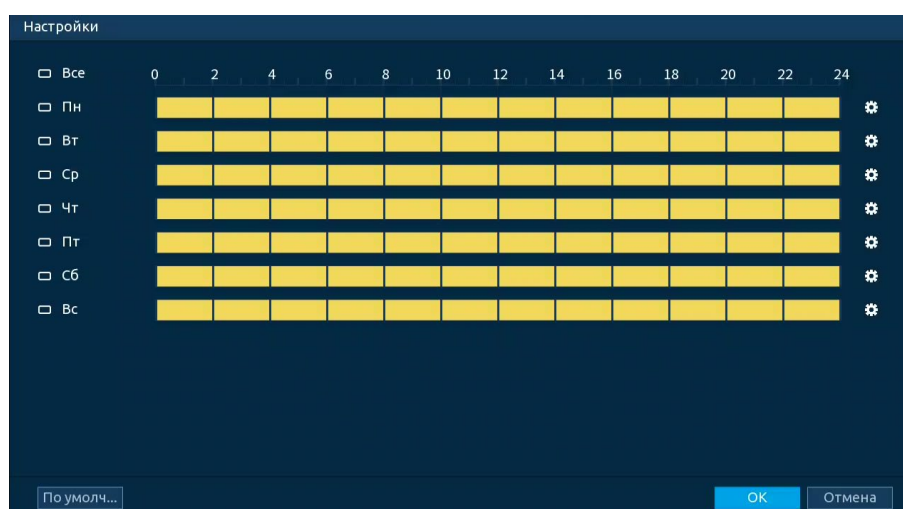 Настройки
Все 0 2 4 6 8 10 12 14 16 18 20 22 24
Пн
Вт
Ср
Чт
Пт
Сб
Вс
По умолч... OK Отмена